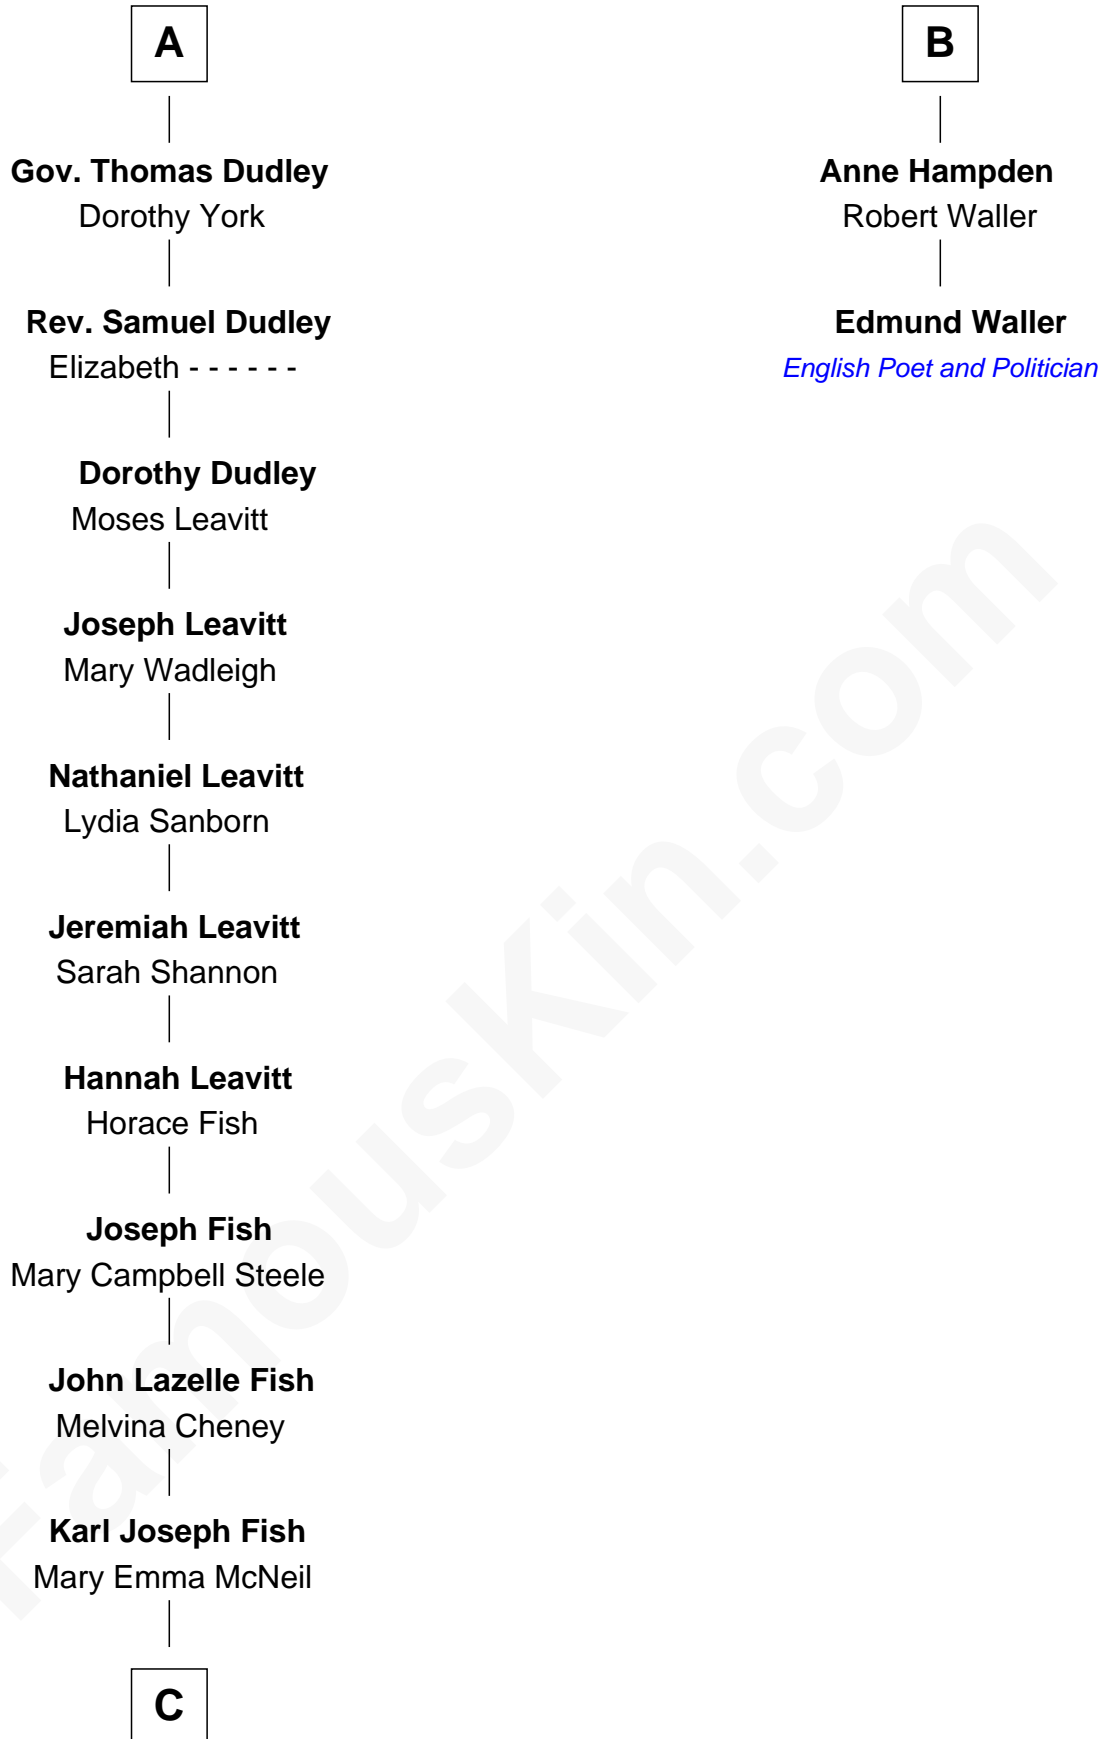 A
Gov. Thomas Dudley
Dorothy York
Rev. Samuel Dudley
Elizabeth - - - - - -
Dorothy Dudley
Moses Leavitt
Joseph Leavitt
Mary Wadleigh
Nathaniel Leavitt
Lydia Sanborn
Jeremiah Leavitt
Sarah Shannon
Hannah Leavitt
Horace Fish
Joseph Fish
Mary Campbell Steele
John Lazelle Fish
Melvina Cheney
Karl Joseph Fish
Mary Emma McNeil
C
B
Anne Hampden
Robert Waller
Edmund Waller
English Poet and Politician
FamousKin.com